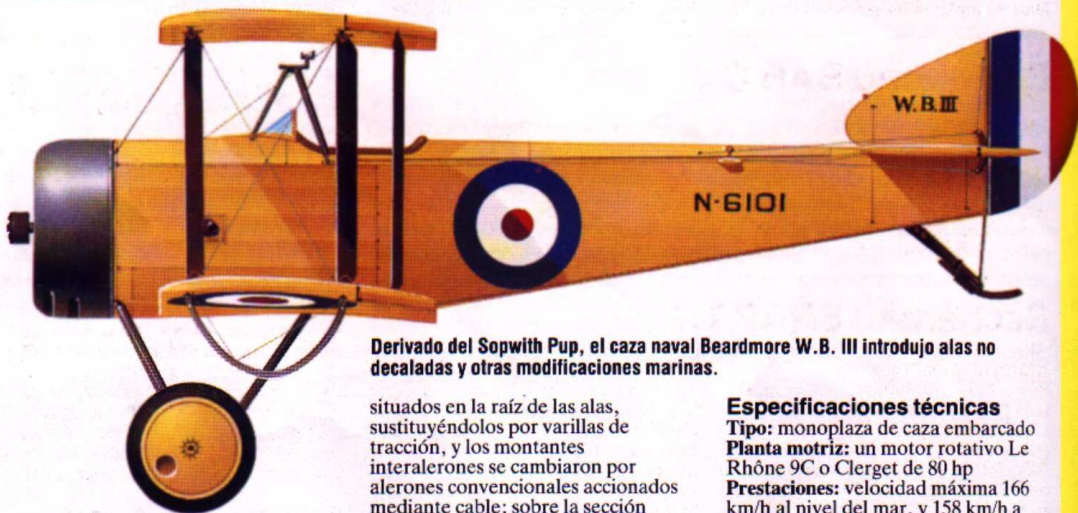 W.B.III
N·6101
Derivado del Sopwith Pup, el caza naval Beardmore W.B. III introdujo alas no
decaladas y otras modificaciones marinas.
situados en la raíz de las alas,
sustituyéndolos por varillas de
tracción, y los montantes
interalerones se cambiaron por
alerones convencionales accionados
mediante cable; sobre la sección
Especificaciones técnicas
Tipo: monoplaza de caza embarcado
Planta motriz: un motor rotativo Le
Rhône 9C o Clerget de 80 hp
Prestaciones: velocidad máxima 166
km/h al nivel del mar, y 158 km/h a